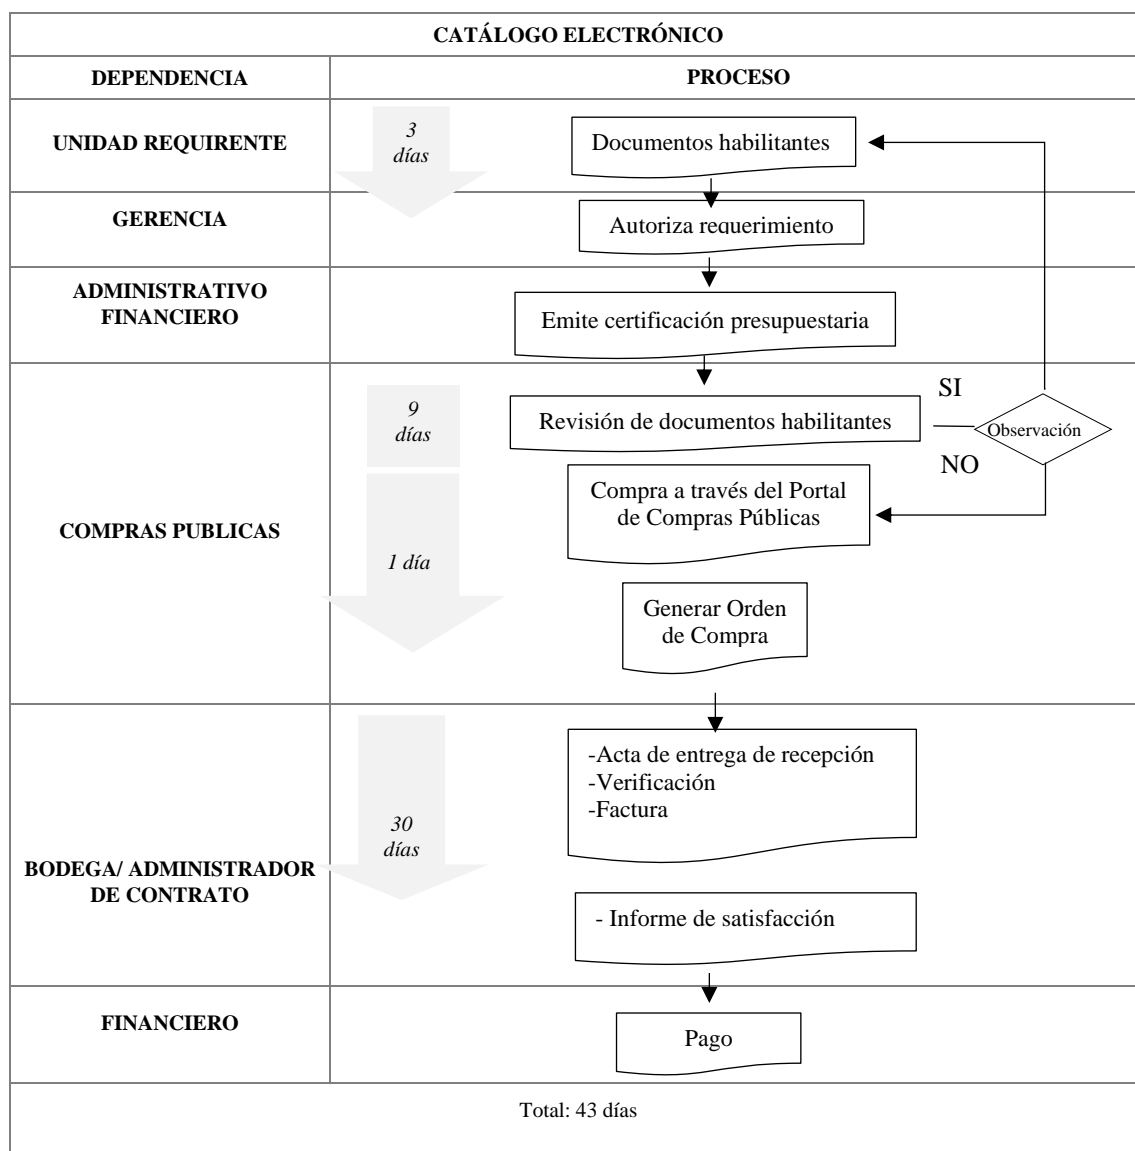 CATÁLOGO ELECTRÓNICO
DEPENDENCIA
PROCESO
UNIDAD REQUIRENTE
3
días
Documentos habilitantes
GERENCIA
Autoriza requerimiento
ADMINISTRATIVO
FINANCIERO
Emite certificación presupuestaria
COMPRAS PUBLICAS
9
días
Revisión de documentos habilitantes
SI
Observación
NO
Compra a través del Portal
de Compras Públicas
1 día
Generar Orden
de Compra
BODEGA/ ADMINISTRADOR
DE CONTRATO
30
días
-Acta de entrega de recepción
-Verificación
-Factura
- Informe de satisfacción
FINANCIERO
Pago
Total: 43 días